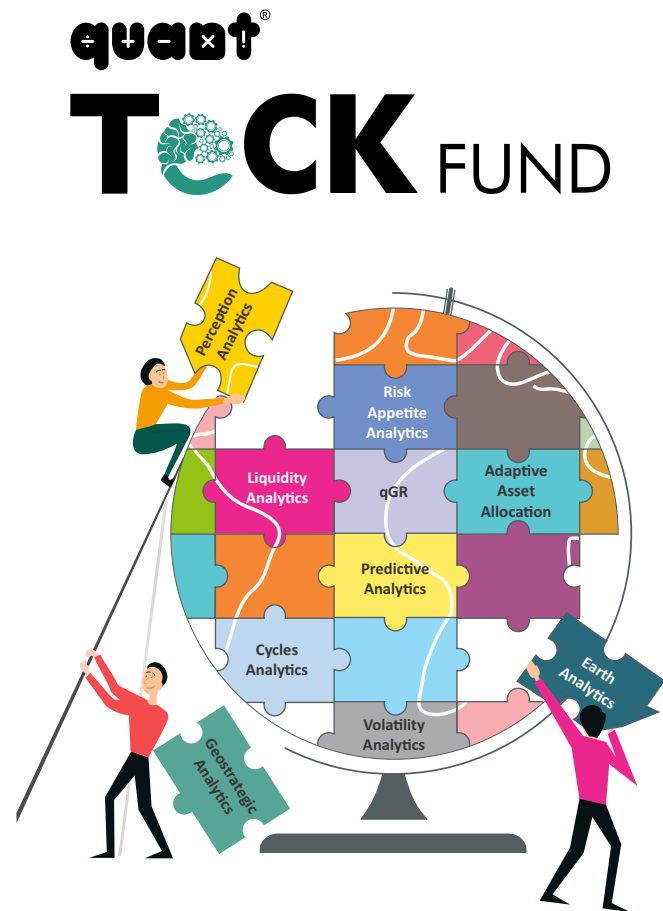 quant®
TeCK FUND
Perception
Analytics
Risk
Appetite
Analytics
Liquidity
Analytics
qGR
Adaptive
Asset
Allocation
Predictive
Analytics
Cycles
Analytics
Earth
Analytics
Volatility
Analytics
Geostrategic
Analytics